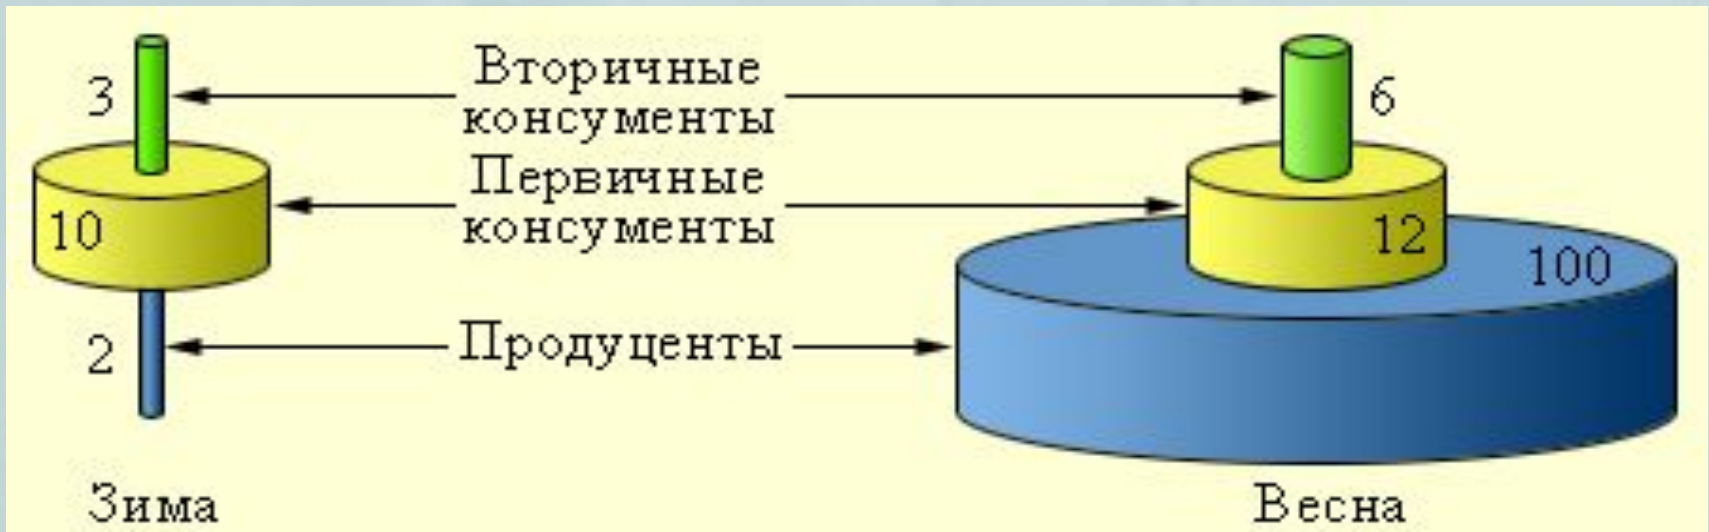 Вторичные
консументы
3
6
Первичные
консументы
10
12
100
Продуценты
2
Зима
Весна